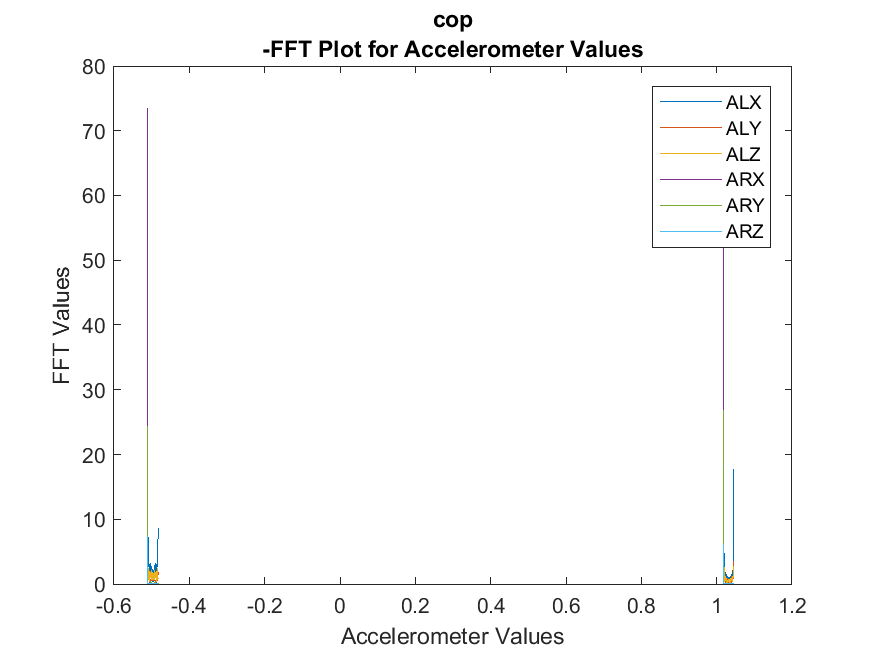 cop
-FFT Plot for Accelerometer Values
80
70
60
50
40
30
20
10
0
FFT Values
-0.6 -0.4 -0.2 0 0.2 0.4 0.6 0.8 1 1.2
Accelerometer Values
ALX
ALY
ALZ
ARX
ARY
ARZ